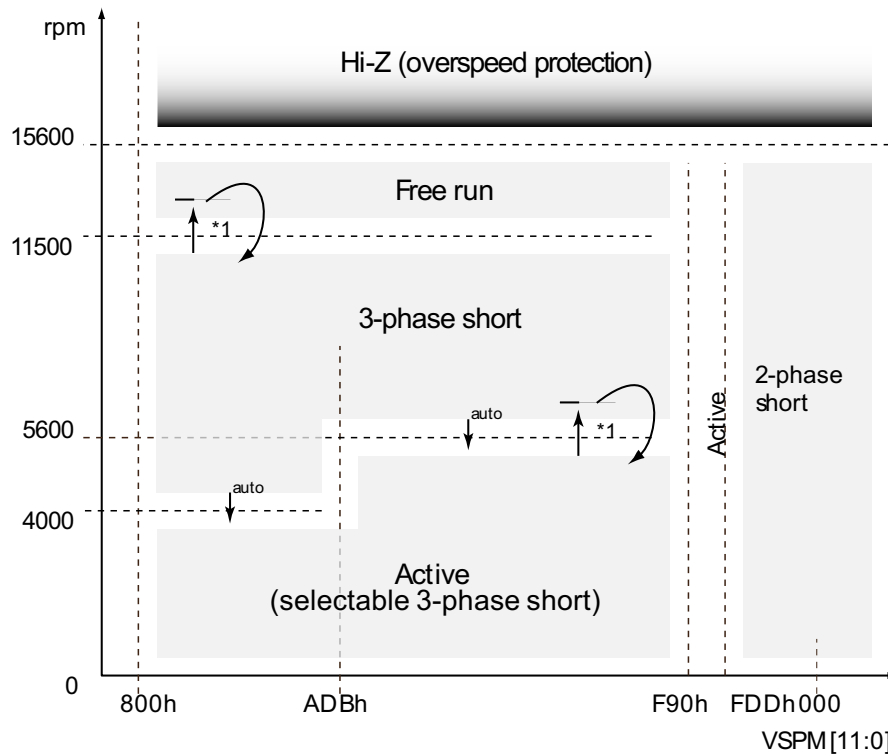 rpm
Hi-Z (overspeed protection)
15600
Free run
*1
11500
3-phase short
2-phase
short
Active
5600
auto
*1
auto
4000
Active
(selectable 3-phase short)
0
800h
ADBh
F90h
FDDh
000
VSPM[11:0]